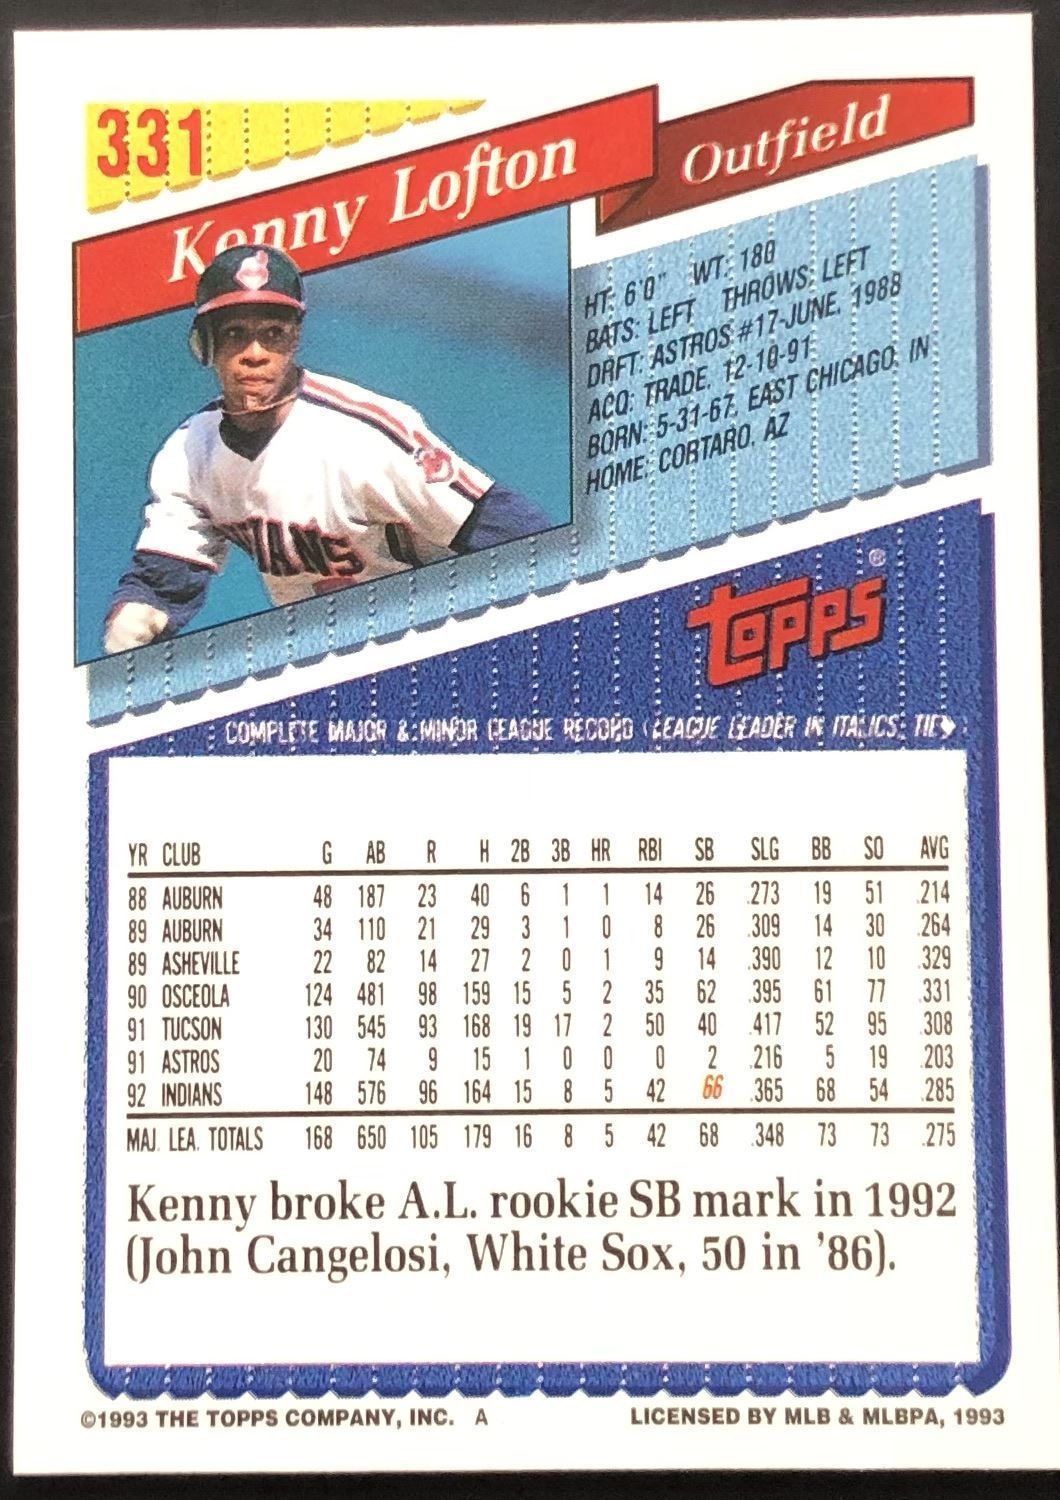 331
Kenny Lofton
Outfield
HT: 6'0" WT: 180
BATS: LEFT THROWS: LEFT
DRFT: ASTROS #17-JUNE, 1988
ACQ: TRADE, 12-10-91
BORN: 5-31-67, EAST CHICAGO, IN
HOME: CORTARO, AZ
INDIANS
TOPPS®
COMPLETE MAJOR & MINOR LEAGUE RECORD (LEAGUE LEADER IN ITALICS, TIE◆)
YR CLUB G AB R H 2B 3B HR RBI SB SLG BB SO AVG
88 AUBURN 48 187 23 40 6 1 1 14 26 .273 19 51 .214
89 AUBURN 34 110 21 29 3 1 0 8 26 .309 14 30 .264
89 ASHEVILLE 22 82 14 27 2 0 1 9 14 .390 12 10 .329
90 OSCEOLA 124 481 98 159 15 5 2 35 62 .395 61 77 .331
91 TUCSON 130 545 93 168 19 17 2 50 40 .417 52 95 .308
91 ASTROS 20 74 9 15 1 0 0 0 2 .216 5 19 .203
92 INDIANS 148 576 96 164 15 8 5 42 66 .365 68 54 .285
MAJ. LEA. TOTALS 168 650 105 179 16 8 5 42 68 .348 73 73 .275
Kenny broke A.L. rookie SB mark in 1992
(John Cangelosi, White Sox, 50 in '86).
©1993 THE TOPPS COMPANY, INC. A
LICENSED BY MLB & MLBPA, 1993